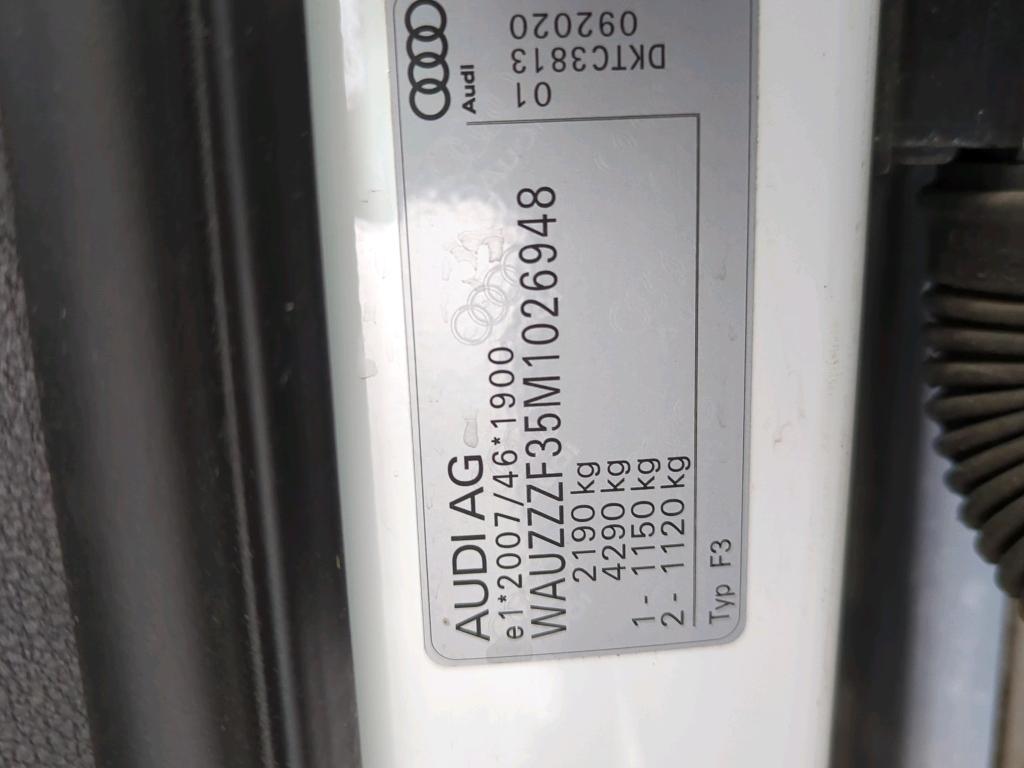 AUDI AG
e1*2007/46*1900
WAUZZZF35M1026948
2190 kg
4290 kg
1 - 1150 kg
2 - 1120 kg
Typ F3
Audi
01
DKTC3813
092020